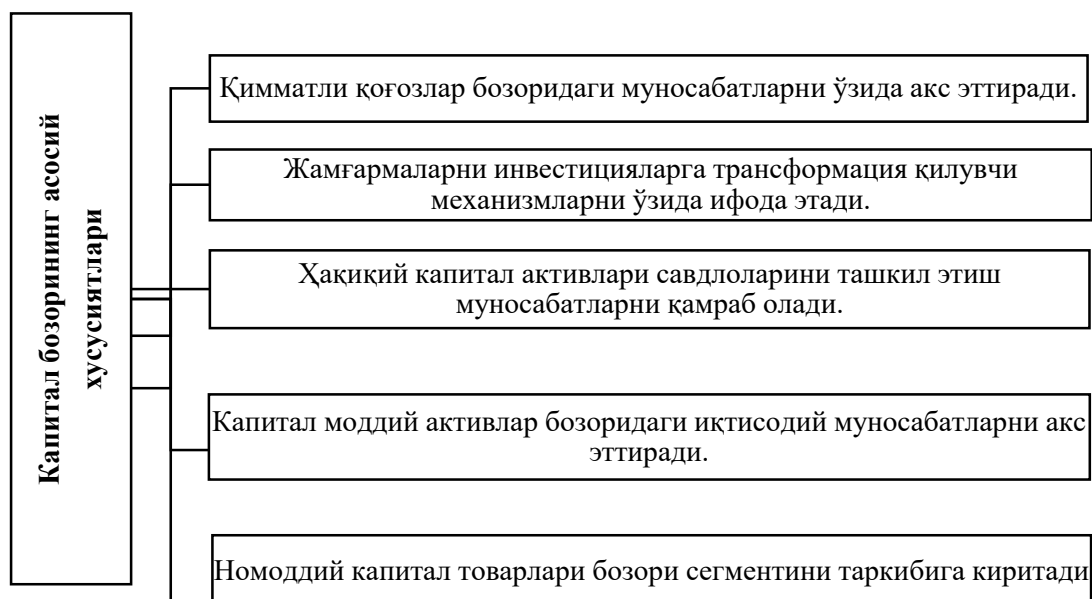 Капитал бозорининг асосий
хусусиятлари
Қимматли қоғозлар бозоридаги муносабатларни ўзида акс эттиради.
Жамғармаларни инвестицияларга трансформация қилувчи
механизмларни ўзида ифода этади.
Ҳақиқий капитал активлари савдлоларини ташкил этиш
муносабатларни қамраб олади.
Капитал моддий активлар бозоридаги иқтисодий муносабатларни акс
эттиради.
Номоддий капитал товарлари бозори сегментини таркибига киритади